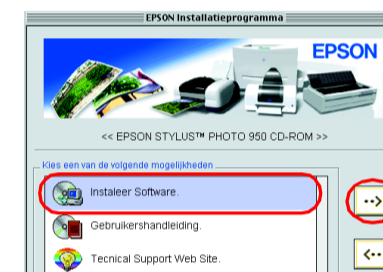 EPSON Installatieprogramma
EPSON
<< EPSON STYLUS™ PHOTO 950 CD-ROM >>
Kies een van de volgende mogelijkheden
Instaleer Software.
-->
Gebruikershandleiding.
Tecnical Support Web Site.
<--